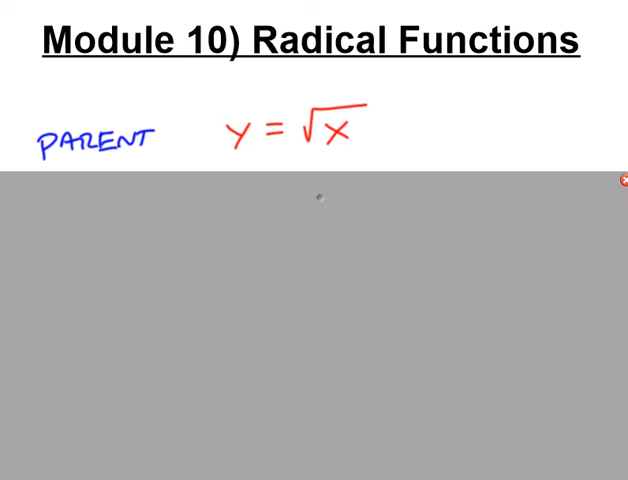 Module 10) Radical Functions
PARENT y = √x